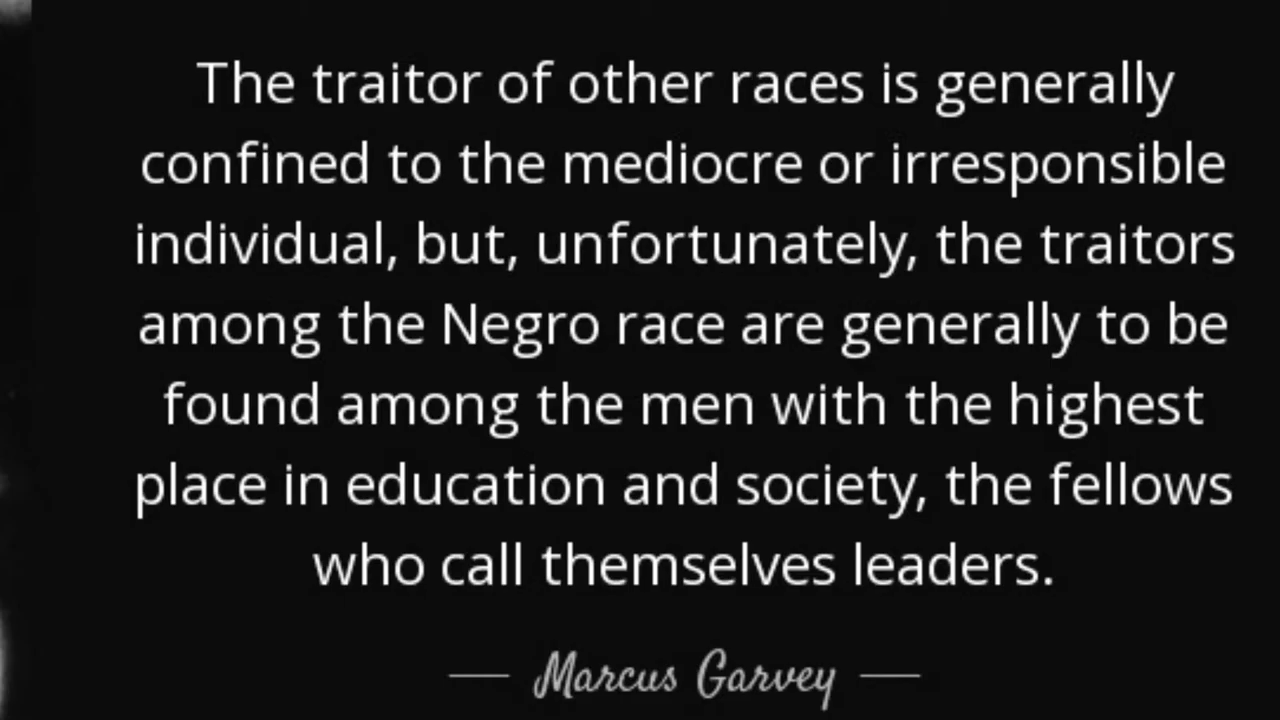 The traitor of other races is generally
confined to the mediocre or irresponsible
individual, but, unfortunately, the traitors
among the Negro race are generally to be
found among the men with the highest
place in education and society, the fellows
who call themselves leaders.
— Marcus Garvey —